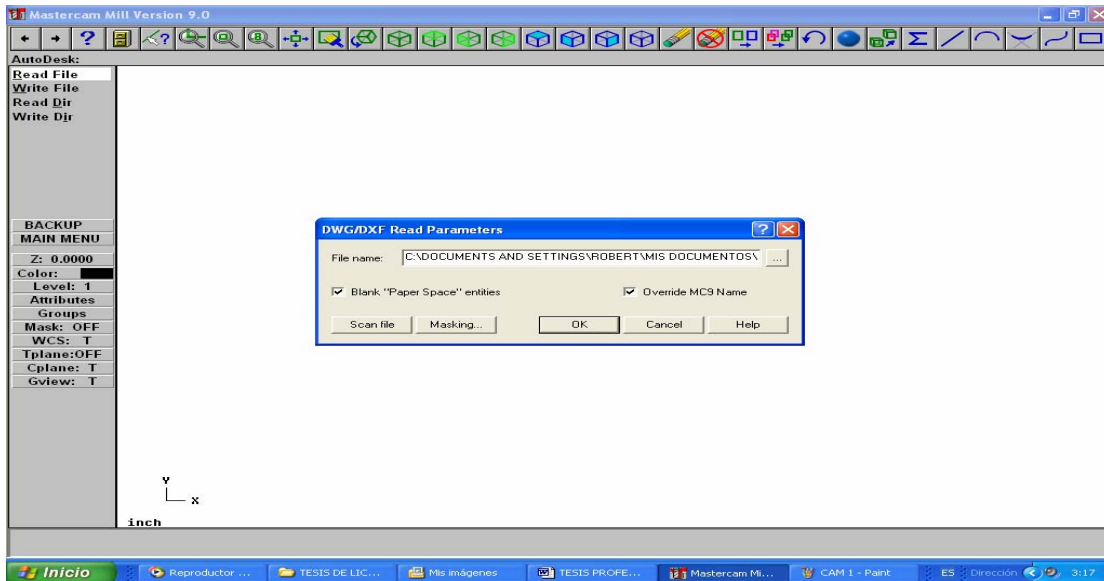 Mastercam Mill Version 9.0
AutoDesk:
Read File
Write File
Read Dir
Write Dir
BACKUP
MAIN MENU
Z: 0.0000
Color:
Level: 1
Attributes
Groups
Mask: OFF
WCS: T
Tplane:OFF
Cplane: T
Gview: T
DWG/DXF Read Parameters
File name: C:\DOCUMENTS AND SETTINGS\ROBERT\MIS DOCUMENTOS\ ...
Blank "Paper Space" entities Override MC9 Name
Scan file Masking... OK Cancel Help
Y
X
inch
Inicio Reproductor ... TESIS DE LIC... Mis imágenes TESIS PROFE... Mastercam Mi... CAM 1 - Paint ES Dirección 3:17